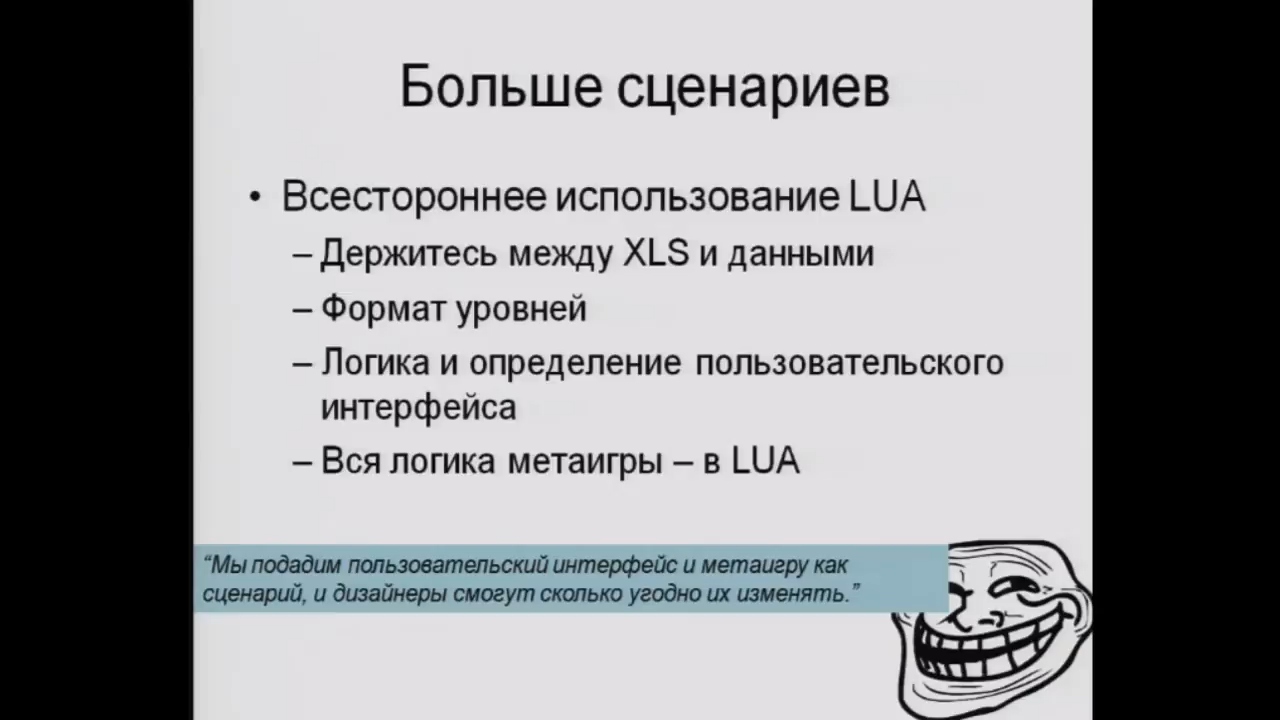 Больше сценариев
• Всестороннее использование LUA
– Держитесь между XLS и данными
– Формат уровней
– Логика и определение пользовательского
интерфейса
– Вся логика метаигры – в LUA
“Мы подадим пользовательский интерфейс и метаигру как
сценарий, и дизайнеры смогут сколько угодно их изменять.”